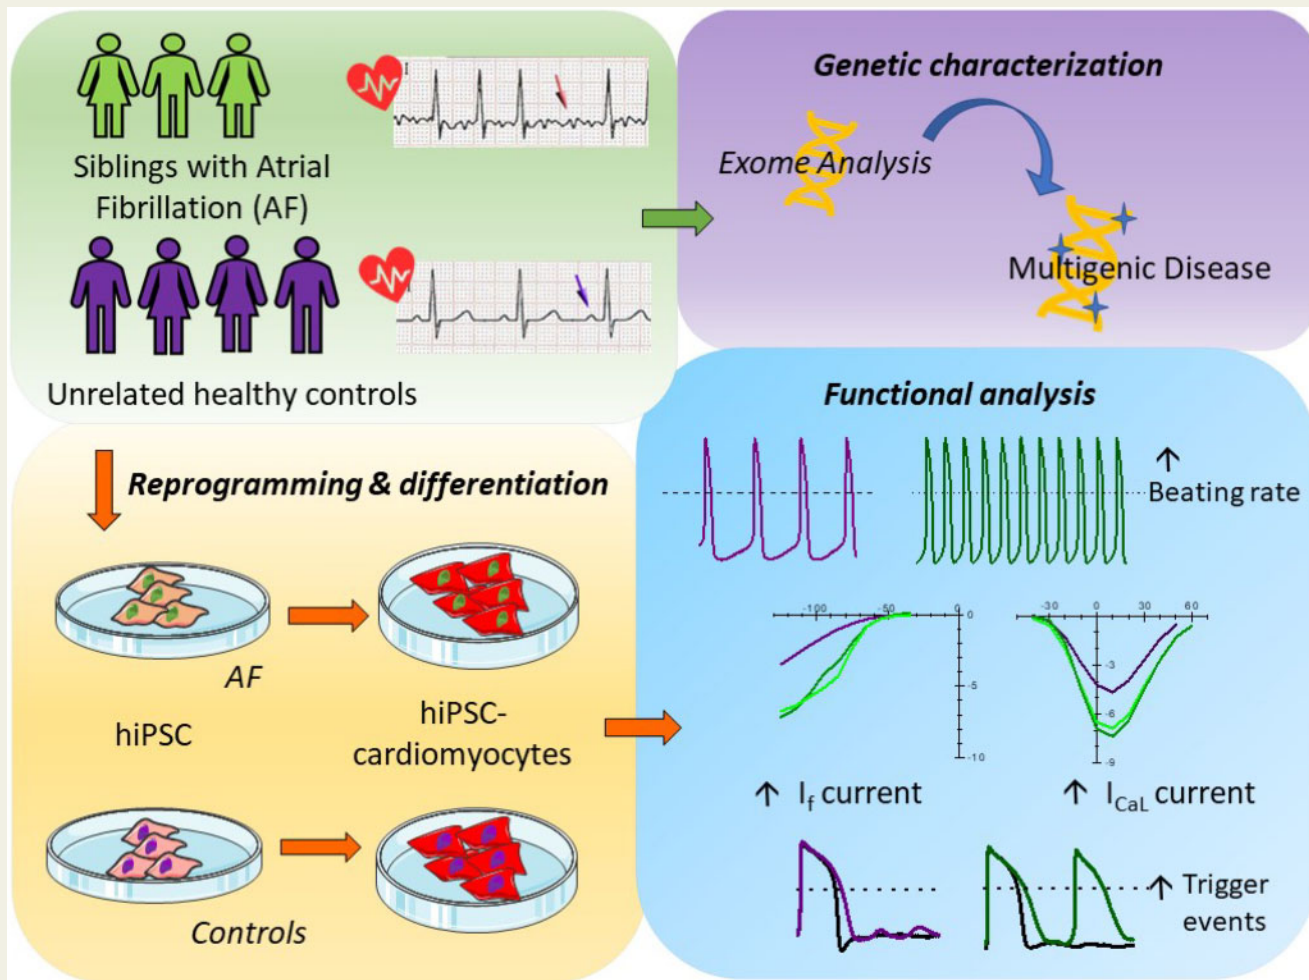 I
Siblings with Atrial
Fibrillation (AF)
Unrelated healthy controls
Genetic characterization
Exome Analysis
Multigenic Disease
Reprogramming & differentiation
AF
hiPSC
hiPSC-
cardiomyocytes
Controls
Functional analysis
↑
Beating rate
-100 -50 0
0
-5
-10
-30 0 30 60
-3
-6
-9
↑ If current
↑ ICaL current
↑ Trigger
events